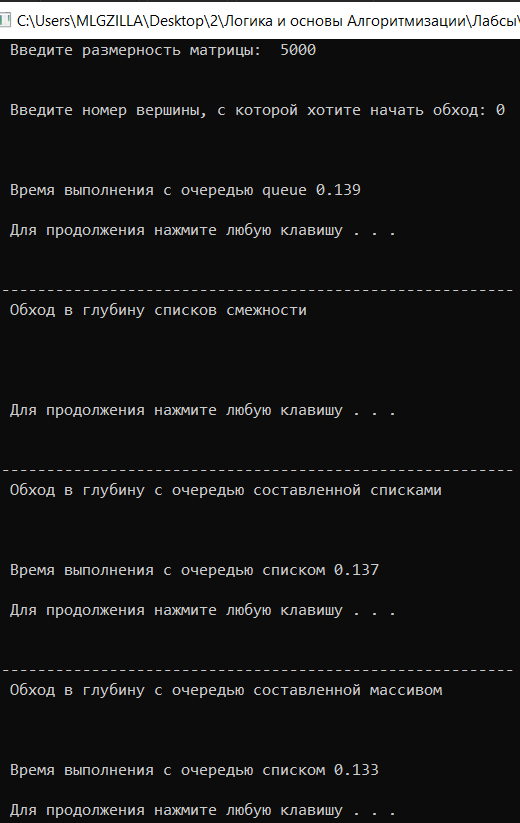 C:\Users\MLGZILLA\Desktop\2\Логика и основы Алгоритмизации\Лабсы\
Введите размерность матрицы:  5000
Введите номер вершины, с которой хотите начать обход: 0
Время выполнения с очередью queue 0.139
Для продолжения нажмите любую клавишу . . .
---------------------------------------------------------
Обход в глубину списков смежности
Для продолжения нажмите любую клавишу . . .
---------------------------------------------------------
Обход в глубину с очередью составленной списками
Время выполнения с очередью списком 0.137
Для продолжения нажмите любую клавишу . . .
---------------------------------------------------------
Обход в глубину с очередью составленной массивом
Время выполнения с очередью списком 0.133
Для продолжения нажмите любую клавишу . . .